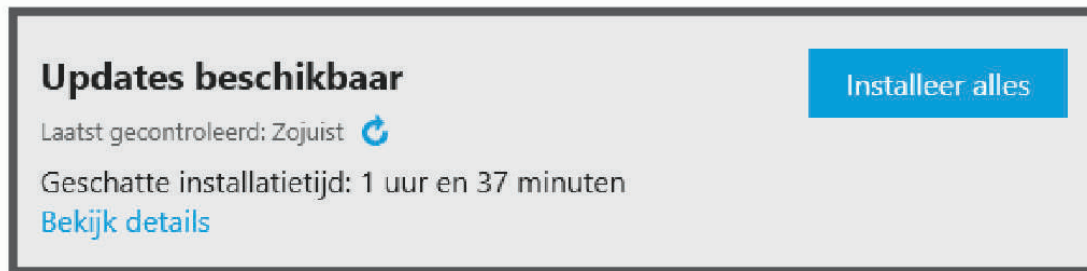 Updates beschikbaar
Installeer alles
Laatst gecontroleerd: Zojuist
Geschatte installatietijd: 1 uur en 37 minuten
Bekijk details